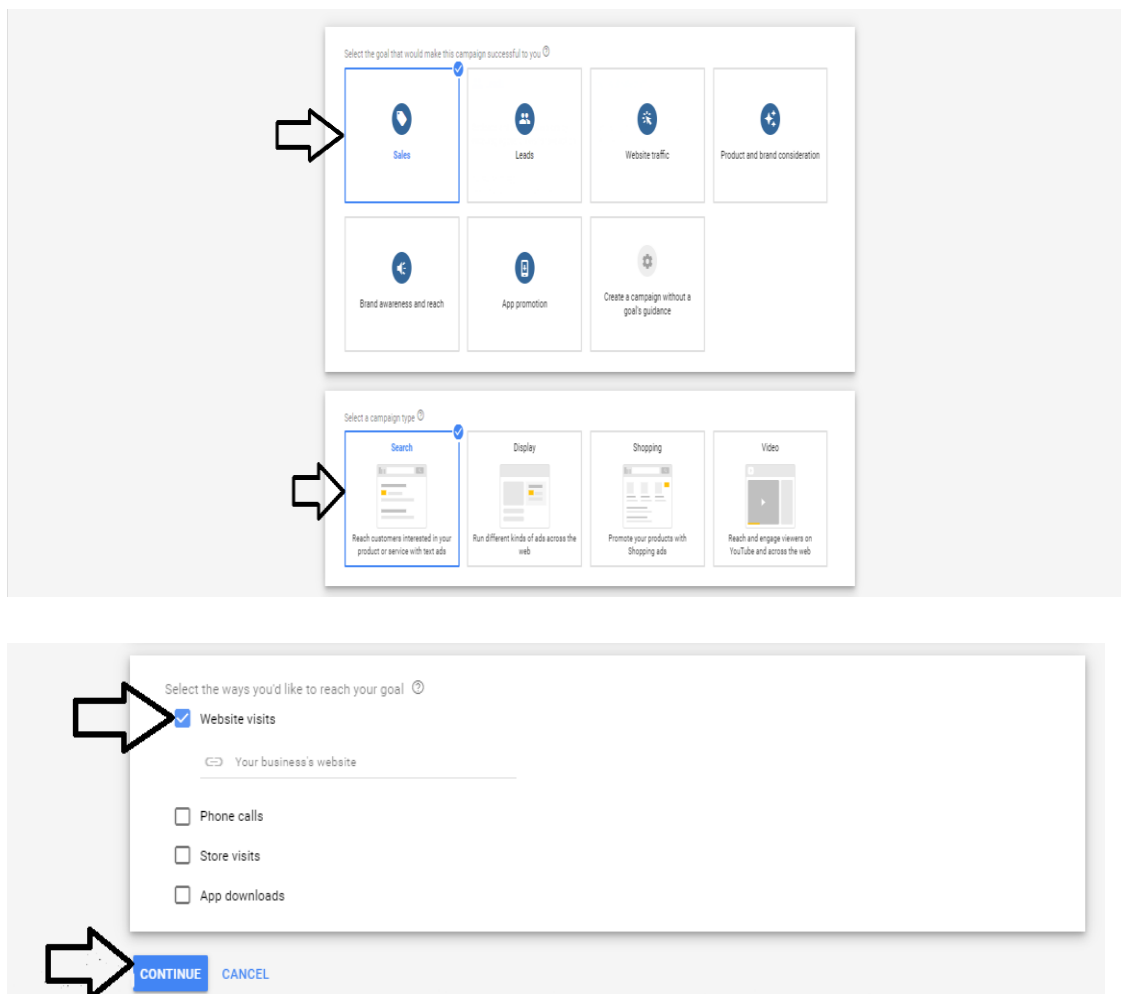 Select the goal that would make this campaign successful to you
Sales
Leads
Website traffic
Product and brand consideration
Brand awareness and reach
App promotion
Create a campaign without a
goal's guidance
Select a campaign type
Search
Reach customers interested in your
product or service with text ads
Display
Run different kinds of ads across the
web
Shopping
Promote your products with
Shopping ads
Video
Reach and engage viewers on
YouTube and across the web
Select the ways you'd like to reach your goal
Website visits
Your business's website
Phone calls
Store visits
App downloads
CONTINUE
CANCEL